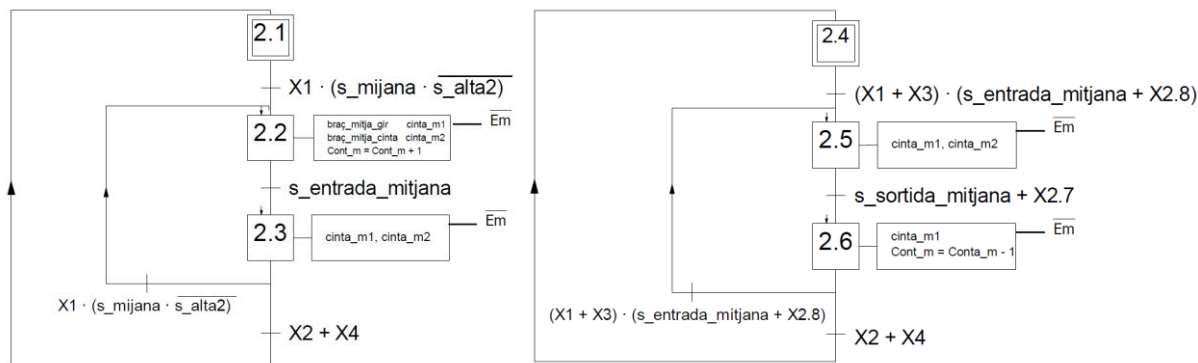 2.1
X1 · (s_mijana · s_alta2)
2.2
braç_mitja_gir cinta_m1
braç_mitja_cinta cinta_m2
Cont_m = Cont_m + 1
Em
s_entrada_mitjana
2.3
cinta_m1, cinta_m2
Em
X1 · (s_mijana · s_alta2)
X2 + X4
2.4
(X1 + X3) · (s_entrada_mitjana + X2.8)
2.5
cinta_m1, cinta_m2
Em
s_sortida_mitjana + X2.7
2.6
cinta_m1
Cont_m = Conta_m - 1
Em
(X1 + X3) · (s_entrada_mitjana + X2.8)
X2 + X4